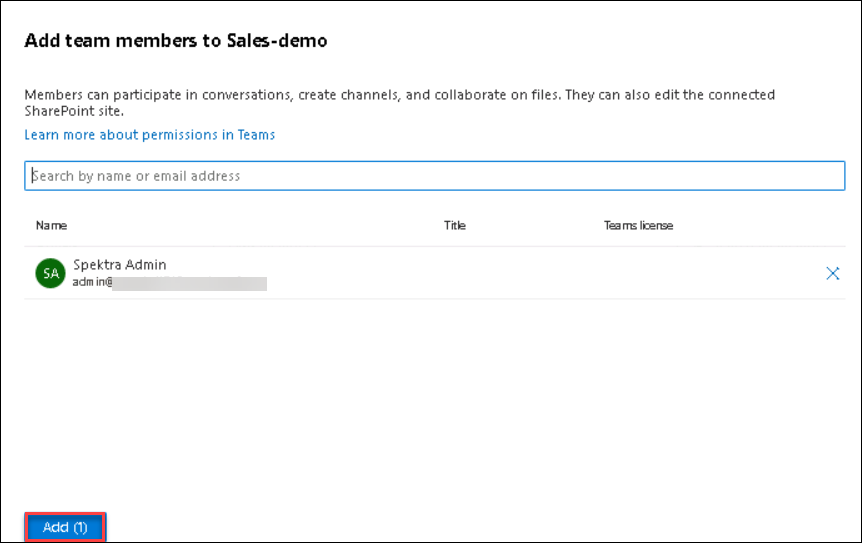 Add team members to Sales-demo
Members can participate in conversations, create channels, and collaborate on files. They can also edit the connected
SharePoint site.
Learn more about permissions in Teams
Search by name or email address
Name Title Teams license
SA Spektra Admin
admin@
Add (1)